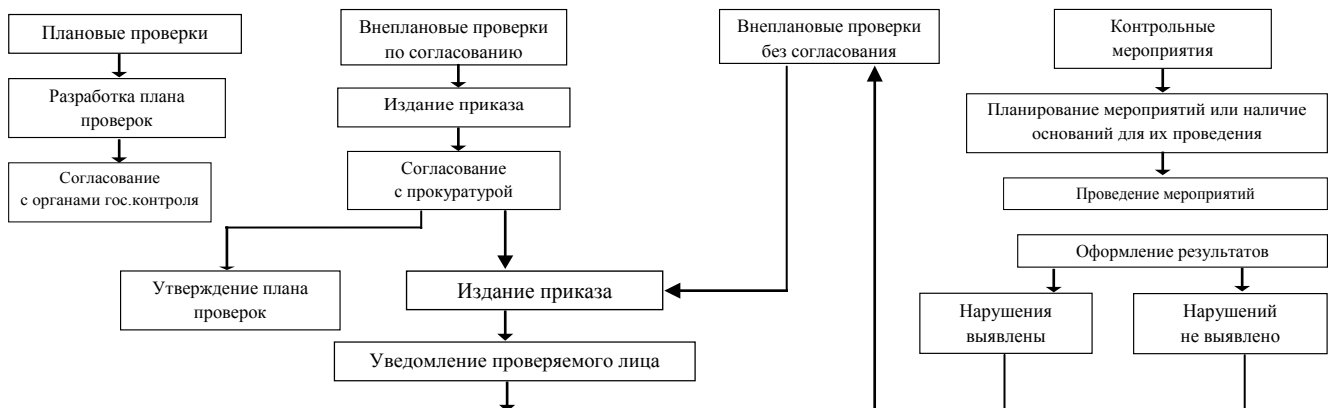 Плановые проверки
Разработка плана
проверок
Согласование
с органами гос.контроля
Внеплановые проверки
по согласованию
Издание приказа
Согласование
с прокуратурой
Утверждение плана
проверок
Издание приказа
Уведомление проверяемого лица
Внеплановые проверки
без согласования
Контрольные
мероприятия
Планирование мероприятий или наличие
оснований для их проведения
Проведение мероприятий
Оформление результатов
Нарушения
выявлены
Нарушений
не выявлено